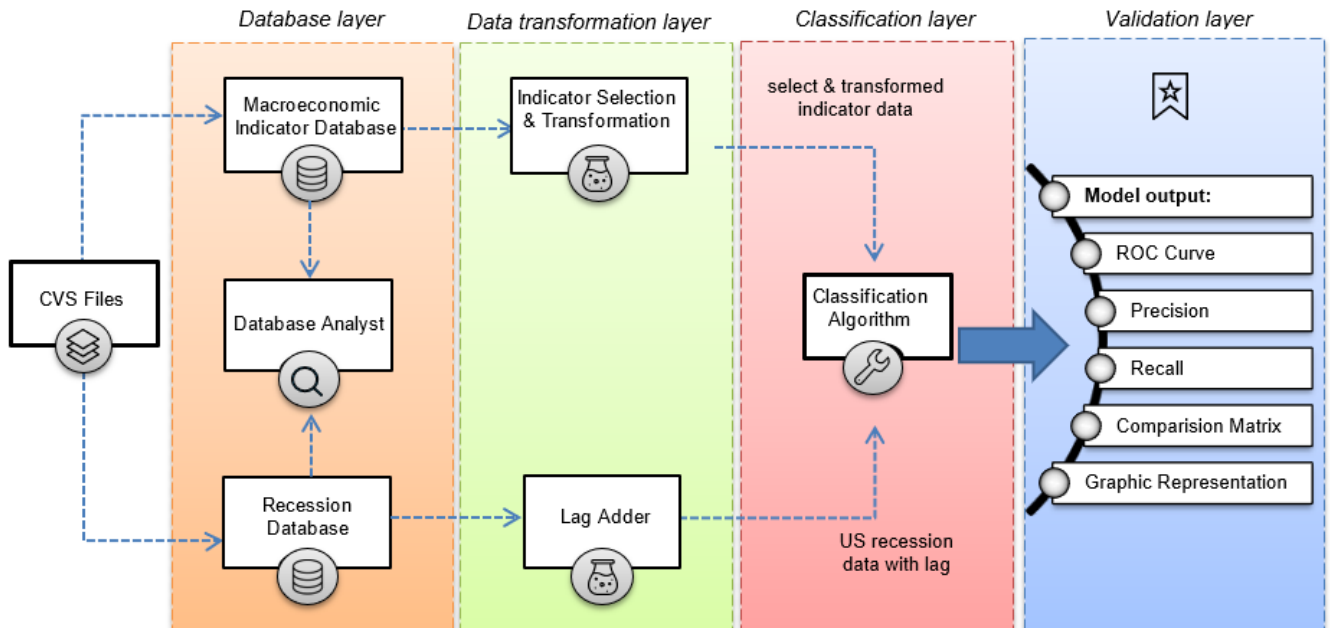 Database layer
Data transformation layer
Classification layer
Validation layer
Macroeconomic
Indicator Database
Indicator Selection
& Transformation
select & transformed
indicator data
CVS Files
Database Analyst
Classification
Algorithm
Recession
Database
Lag Adder
US recession
data with lag
Model output:
ROC Curve
Precision
Recall
Comparision Matrix
Graphic Representation